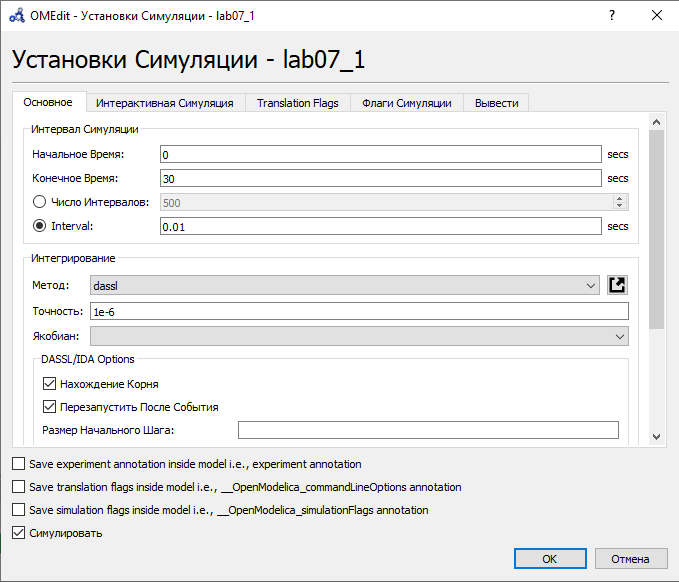 OMEdit - Установки Симуляции - lab07_1
Установки Симуляции - lab07_1
Основное Интерактивная Симуляция Translation Flags Флаги Симуляции Вывести
Интервал Симуляции
Начальное Время: 0 secs
Конечное Время: 30 secs
Число Интервалов: 500
Interval: 0.01 secs
Интегрирование
Метод: dassl
Точность: 1e-6
Якобиан:
DASSL/IDA Options
Нахождение Корня
Перезапустить После События
Размер Начального Шага:
Save experiment annotation inside model i.e., experiment annotation
Save translation flags inside model i.e., __OpenModelica_commandLineOptions annotation
Save simulation flags inside model i.e., __OpenModelica_simulationFlags annotation
Симулировать
OK Отмена